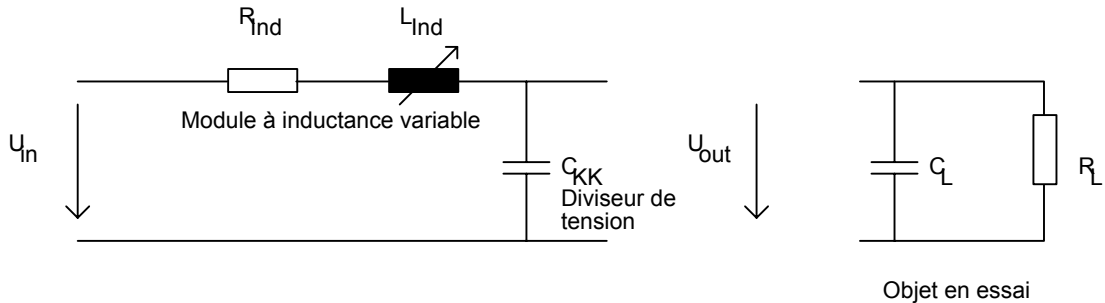 R_Ind
L_Ind
Module à inductance variable
U_in
C_KK
Diviseur de
tension
U_out
C_L
R_L
Objet en essai